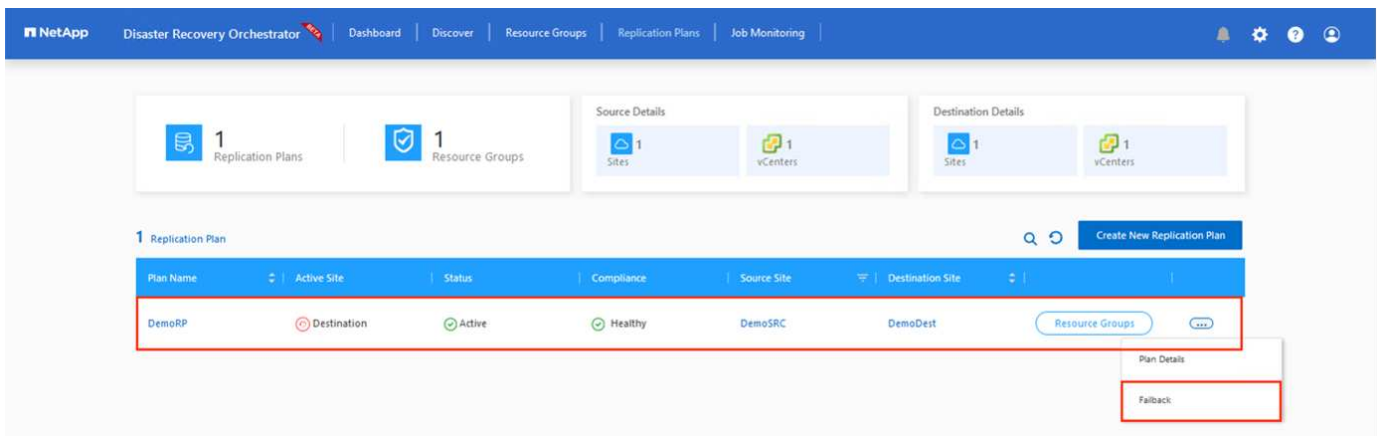 NetApp Disaster Recovery Orchestrator BETA Dashboard Discover Resource Groups Replication Plans Job Monitoring
1
Replication Plans
1
Resource Groups
Source Details
1
Sites
1
vCenters
Destination Details
1
Sites
1
vCenters
1 Replication Plan
Create New Replication Plan
Plan Name Active Site Status Compliance Source Site Destination Site
DemoRP Destination Active Healthy DemoSRC DemoDest Resource Groups ...
Plan Details
Failback